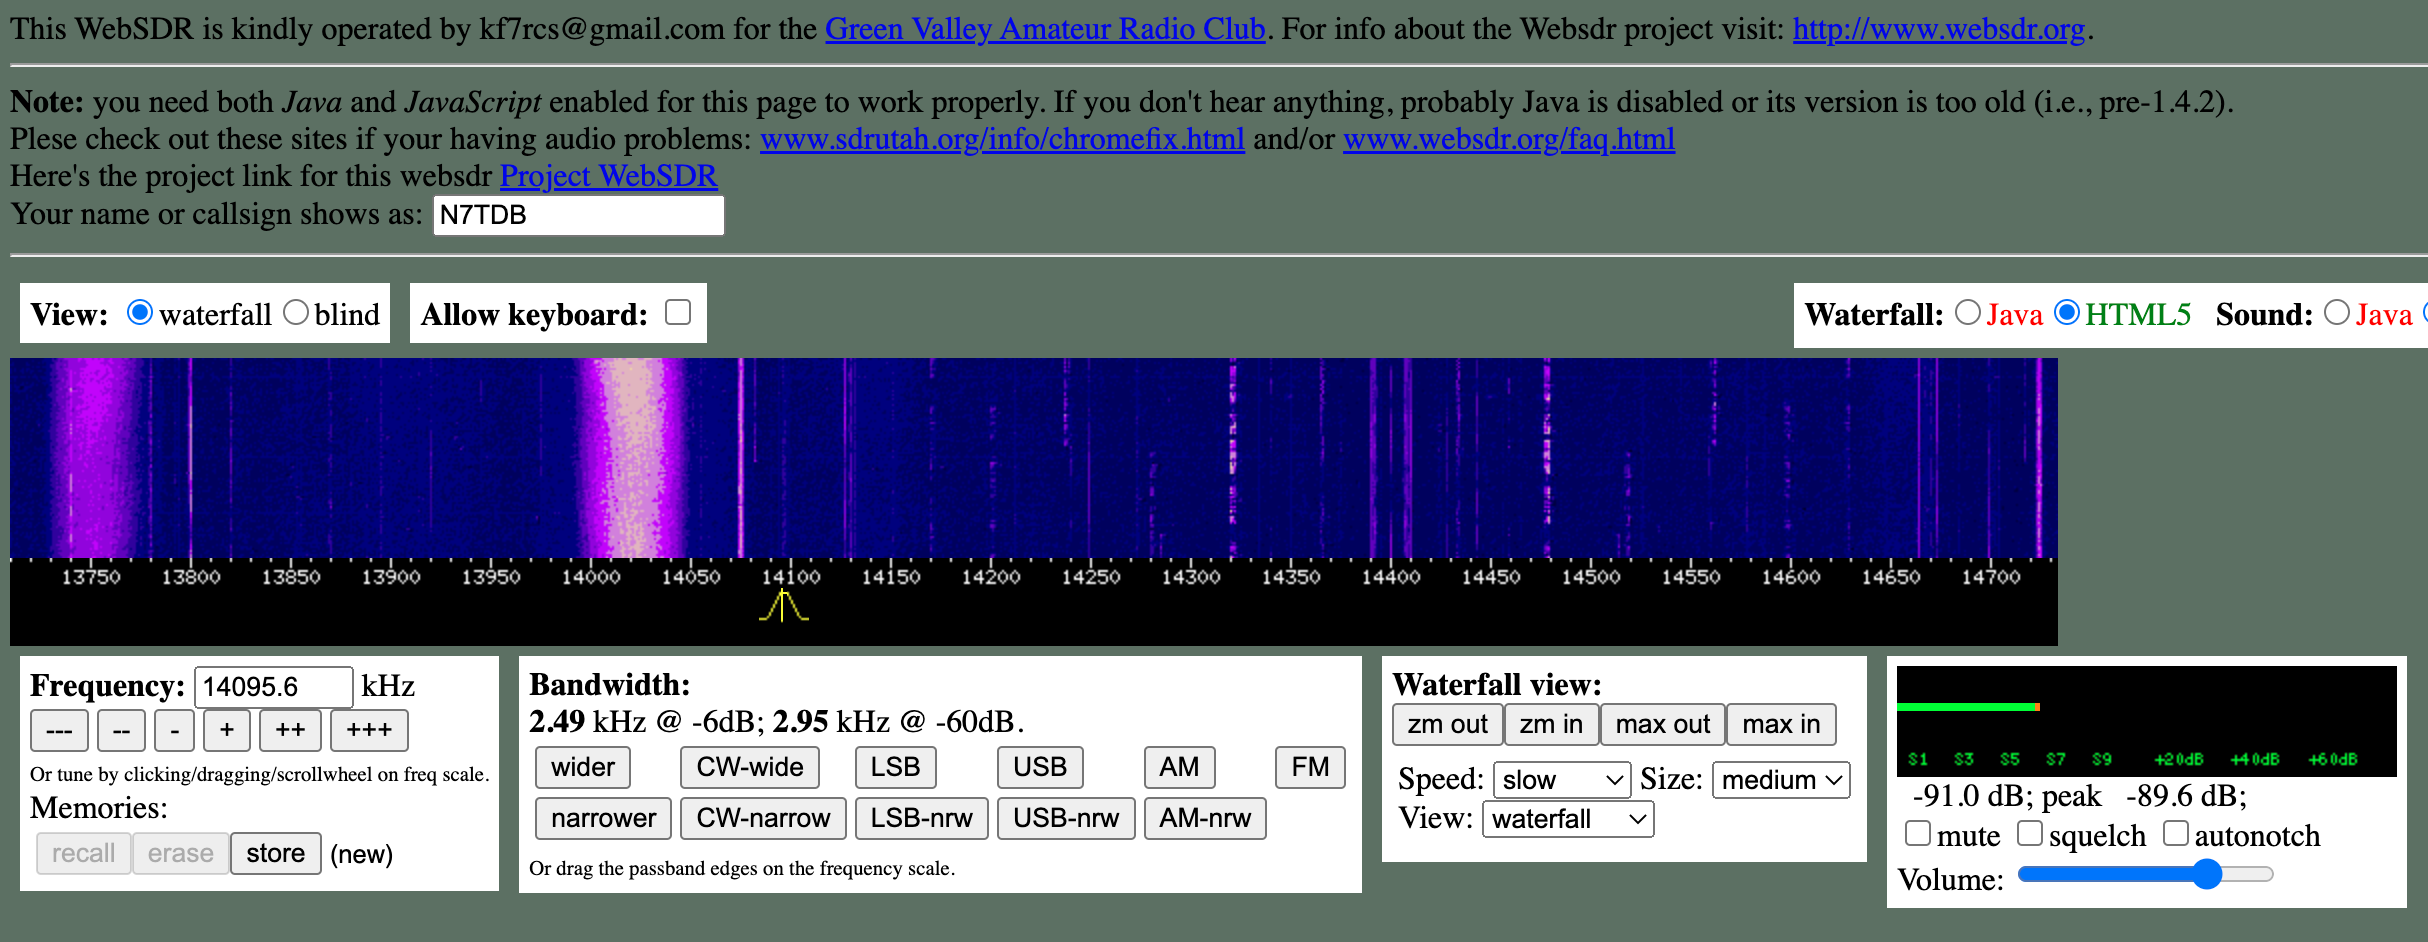 This WebSDR is kindly operated by kf7rcs@gmail.com for the Green Valley Amateur Radio Club. For info about the Websdr project visit: http://www.websdr.org.
Note: you need both Java and JavaScript enabled for this page to work properly. If you don't hear anything, probably Java is disabled or its version is too old (i.e., pre-1.4.2).
Plese check out these sites if your having audio problems: www.sdrutah.org/info/chromefix.html and/or www.websdr.org/faq.html
Here's the project link for this websdr Project WebSDR
Your name or callsign shows as: N7TDB
View: waterfall blind Allow keyboard: Waterfall: Java HTML5 Sound: Java
13750 13800 13850 13900 13950 14000 14050 14100 14150 14200 14250 14300 14350 14400 14450 14500 14550 14600 14650 14700
Frequency: 14095.6 kHz
--- -- - + ++ +++
Or tune by clicking/dragging/scrollwheel on freq scale.
Memories:
recall erase store (new)
Bandwidth:
2.49 kHz @ -6dB; 2.95 kHz @ -60dB.
wider CW-wide LSB USB AM FM
narrower CW-narrow LSB-nrw USB-nrw AM-nrw
Or drag the passband edges on the frequency scale.
Waterfall view:
zm out zm in max out max in
Speed: slow Size: medium
View: waterfall
S1 S3 S5 S7 S9 +20dB +40dB +60dB
-91.0 dB; peak -89.6 dB;
mute squelch autonotch
Volume: